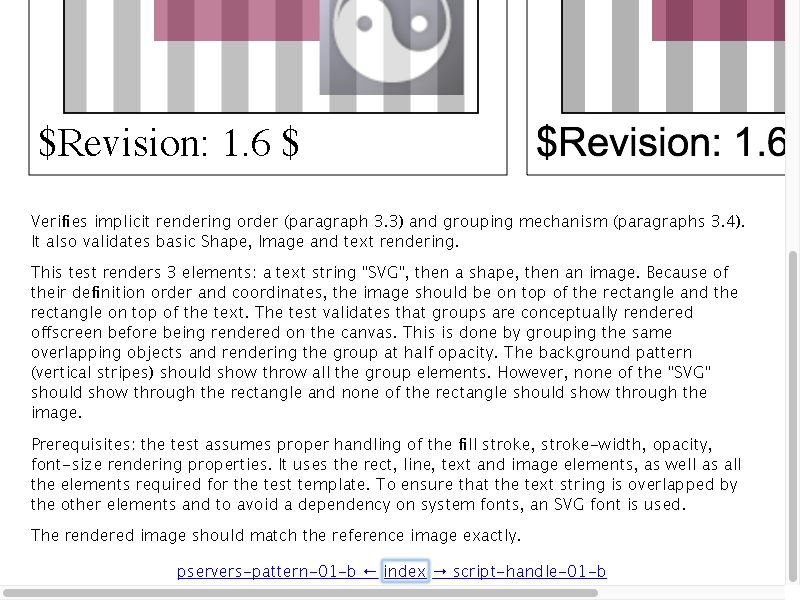 $Revision: 1.6 $
$Revision: 1.6
Verifies implicit rendering order (paragraph 3.3) and grouping mechanism (paragraphs 3.4).
It also validates basic Shape, Image and text rendering.
This test renders 3 elements: a text string "SVG", then a shape, then an image. Because of
their definition order and coordinates, the image should be on top of the rectangle and the
rectangle on top of the text. The test validates that groups are conceptually rendered
offscreen before being rendered on the canvas. This is done by grouping the same
overlapping objects and rendering the group at half opacity. The background pattern
(vertical stripes) should show throw all the group elements. However, none of the "SVG"
should show through the rectangle and none of the rectangle should show through the
image.
Prerequisites: the test assumes proper handling of the fill stroke, stroke-width, opacity,
font-size rendering properties. It uses the rect, line, text and image elements, as well as all
the elements required for the test template. To ensure that the text string is overlapped by
the other elements and to avoid a dependency on system fonts, an SVG font is used.
The rendered image should match the reference image exactly.
pservers-pattern-01-b ← index → script-handle-01-b